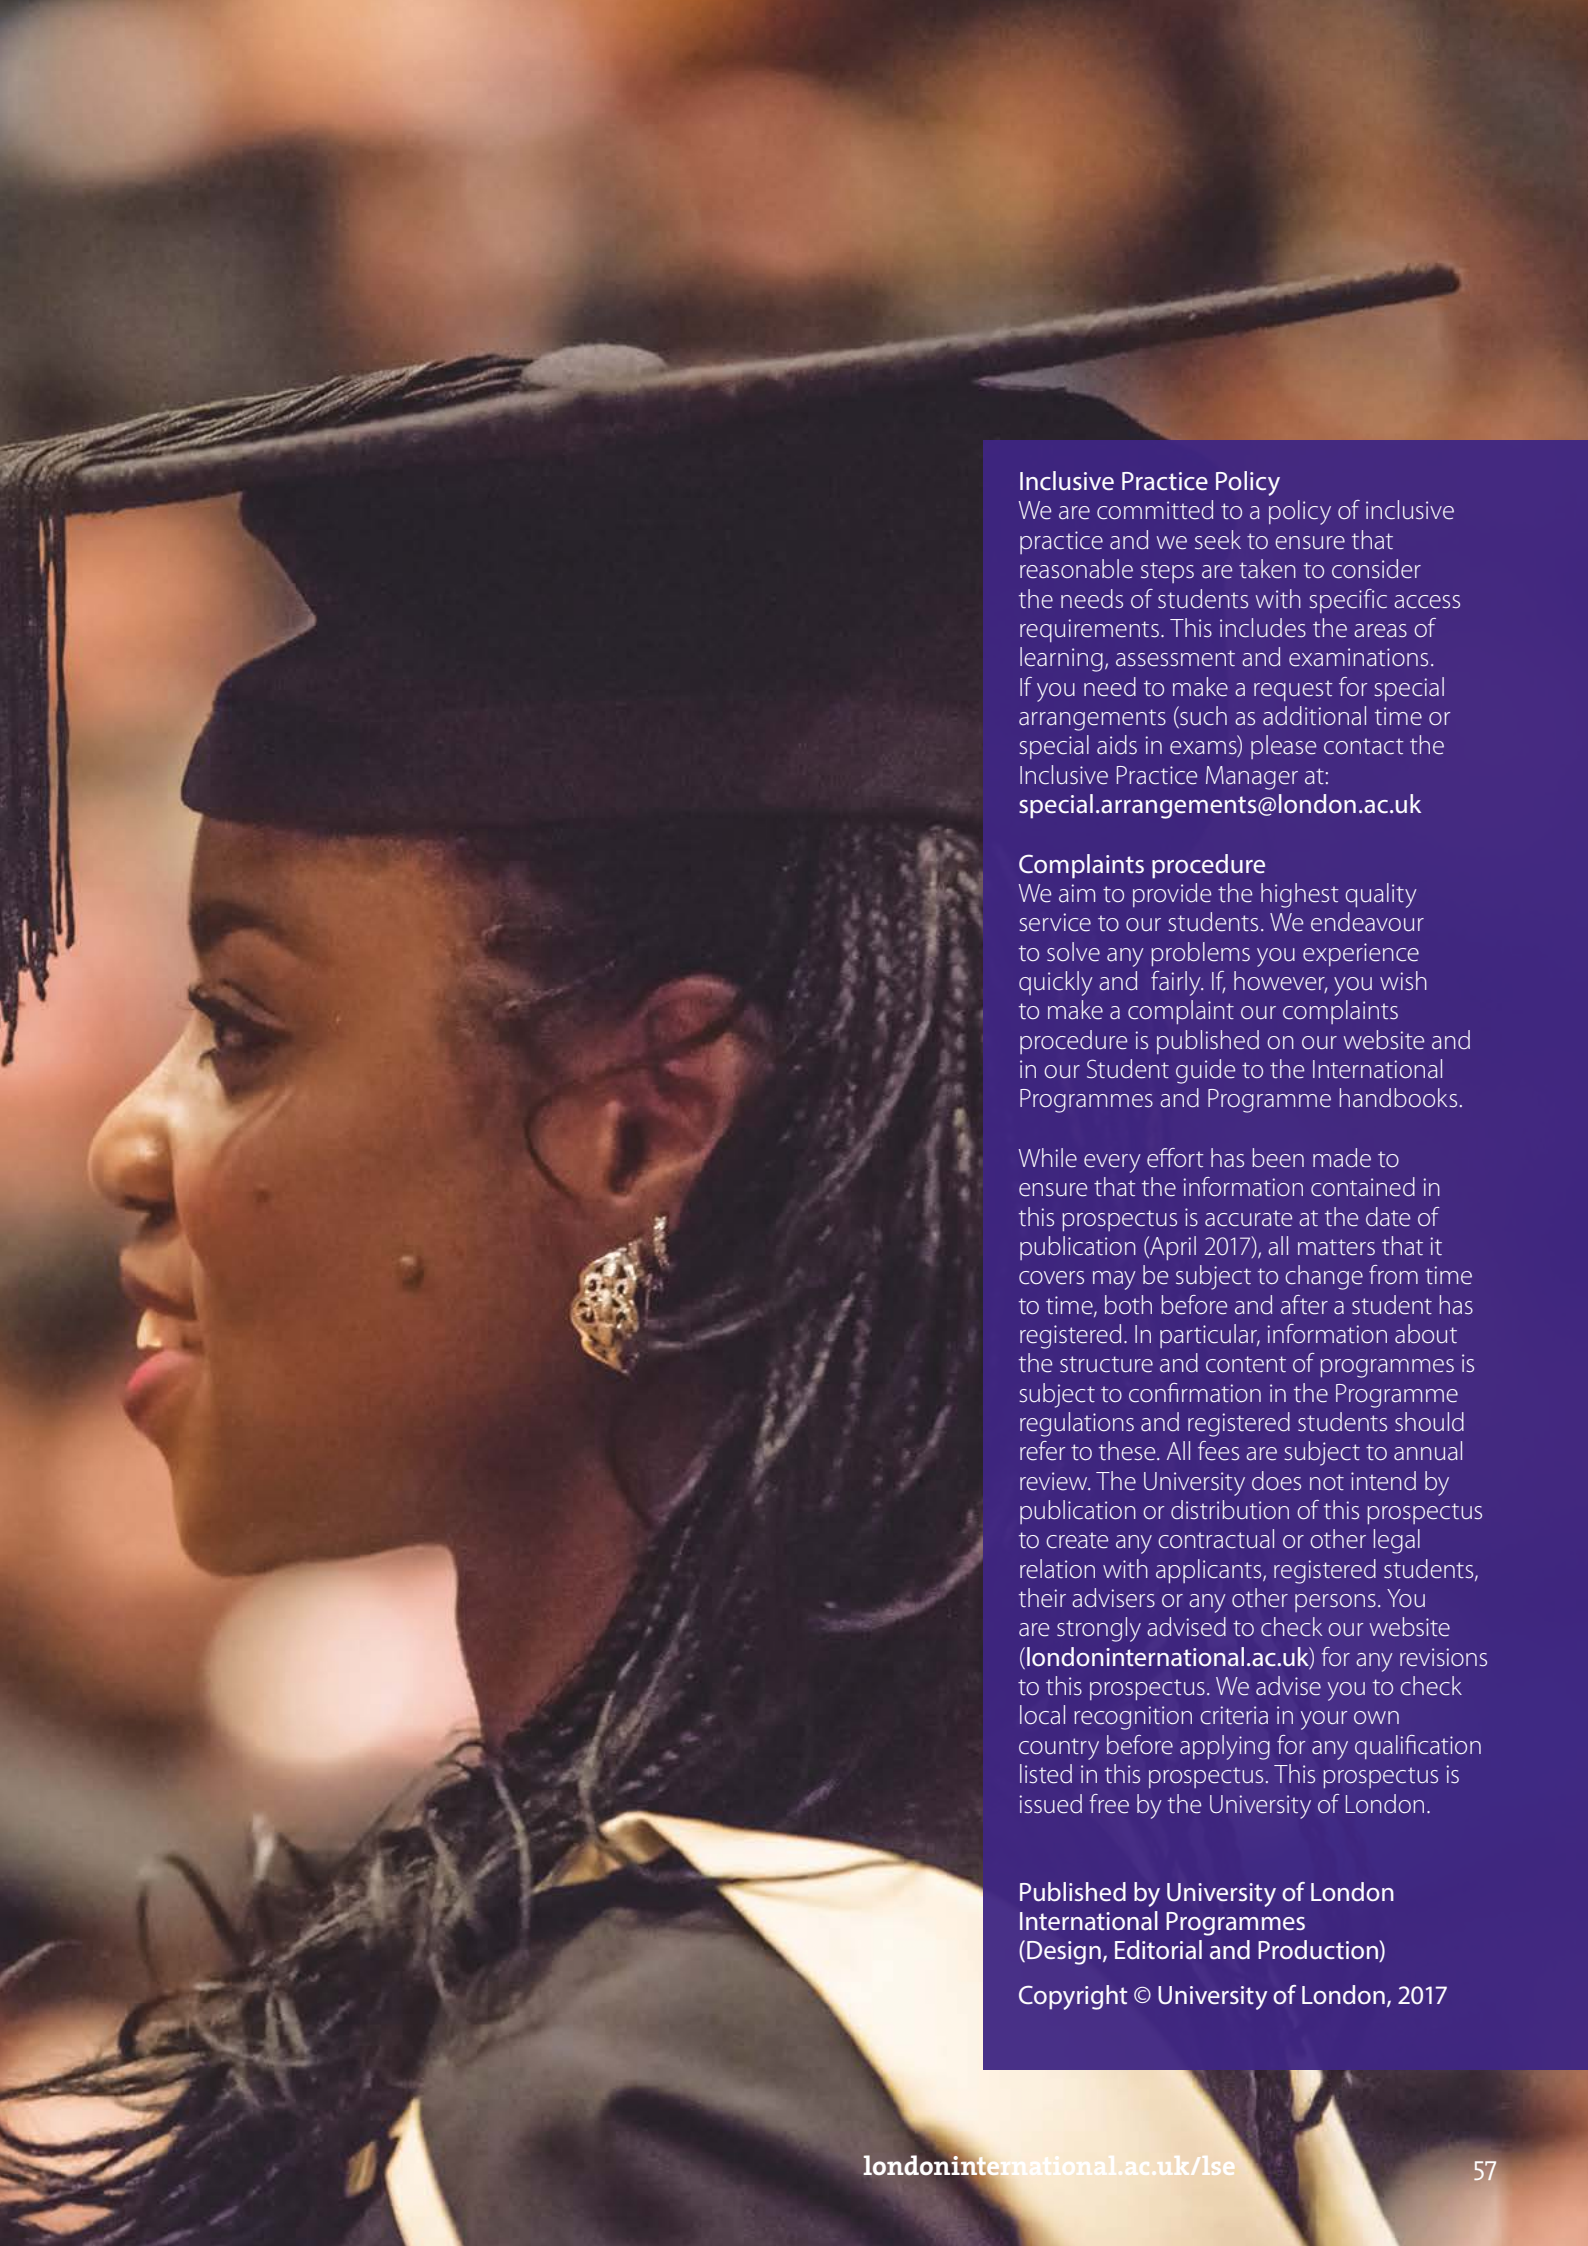 Inclusive Practice Policy
We are committed to a policy of inclusive
practice and we seek to ensure that
reasonable steps are taken to consider
the needs of students with specific access
requirements. This includes the areas of
learning, assessment and examinations.
If you need to make a request for special
arrangements (such as additional time or
special aids in exams) please contact the
Inclusive Practice Manager at:
special.arrangements@london.ac.uk
Complaints procedure
We aim to provide the highest quality
service to our students. We endeavour
to solve any problems you experience
quickly and fairly. If, however, you wish
to make a complaint our complaints
procedure is published on our website and
in our Student guide to the International
Programmes and Programme handbooks.
While every effort has been made to
ensure that the information contained in
this prospectus is accurate at the date of
publication (April 2017), all matters that it
covers may be subject to change from time
to time, both before and after a student has
registered. In particular, information about
the structure and content of programmes is
subject to confirmation in the Programme
regulations and registered students should
refer to these. All fees are subject to annual
review. The University does not intend by
publication or distribution of this prospectus
to create any contractual or other legal
relation with applicants, registered students,
their advisers or any other persons. You
are strongly advised to check our website
(londoninternational.ac.uk) for any revisions
to this prospectus. We advise you to check
local recognition criteria in your own
country before applying for any qualification
listed in this prospectus. This prospectus is
issued free by the University of London.
Published by University of London
International Programmes
(Design, Editorial and Production)
Copyright © University of London, 2017
londoninternational.ac.uk/lse
57